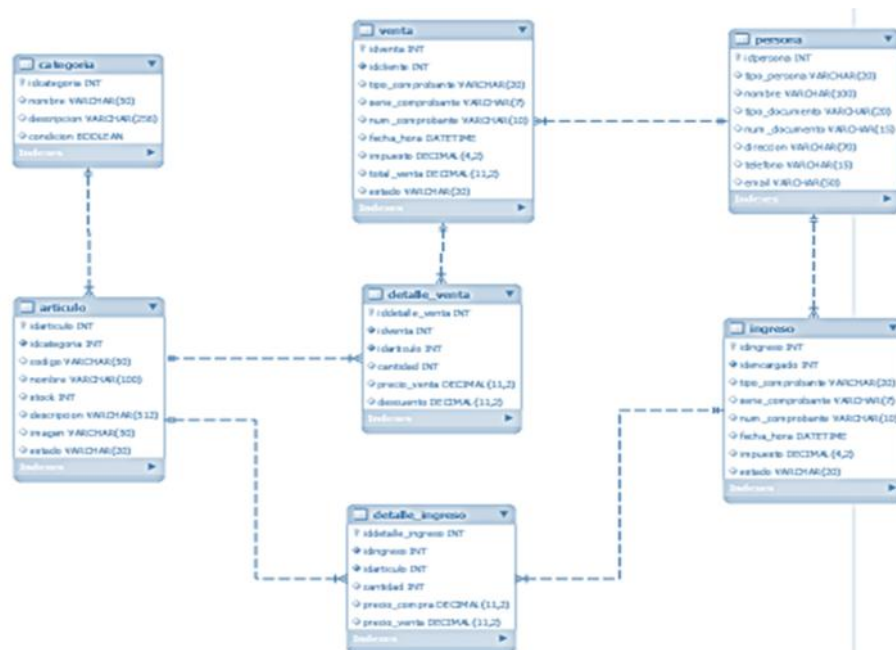 categoria
idcategoria INT
nombre VARCHAR(50)
descripcion VARCHAR(256)
condicion BOOLEAN
Indexes
venta
idventa INT
idcliente INT
tipo_comprobante VARCHAR(20)
serie_comprobante VARCHAR(7)
num_comprobante VARCHAR(10)
fecha_hora DATETIME
impuesto DECIMAL(4,2)
total_venta DECIMAL(11,2)
estado VARCHAR(20)
Indexes
persona
idpersona INT
tipo_persona VARCHAR(20)
nombre VARCHAR(100)
tipo_documento VARCHAR(20)
num_documento VARCHAR(15)
direccion VARCHAR(70)
telefono VARCHAR(15)
email VARCHAR(50)
Indexes
articulo
idarticulo INT
idcategoria INT
codigo VARCHAR(50)
nombre VARCHAR(100)
stock INT
descripcion VARCHAR(512)
imagen VARCHAR(50)
estado VARCHAR(20)
Indexes
detalle_venta
iddetalle_venta INT
idventa INT
idarticulo INT
cantidad INT
precio_venta DECIMAL(11,2)
descuento DECIMAL(11,2)
Indexes
ingreso
idingreso INT
idencargado INT
tipo_comprobante VARCHAR(20)
serie_comprobante VARCHAR(7)
num_comprobante VARCHAR(10)
fecha_hora DATETIME
impuesto DECIMAL(4,2)
estado VARCHAR(20)
Indexes
detalle_ingreso
iddetalle_ingreso INT
idingreso INT
idarticulo INT
cantidad INT
precio_compra DECIMAL(11,2)
precio_venta DECIMAL(11,2)
Indexes